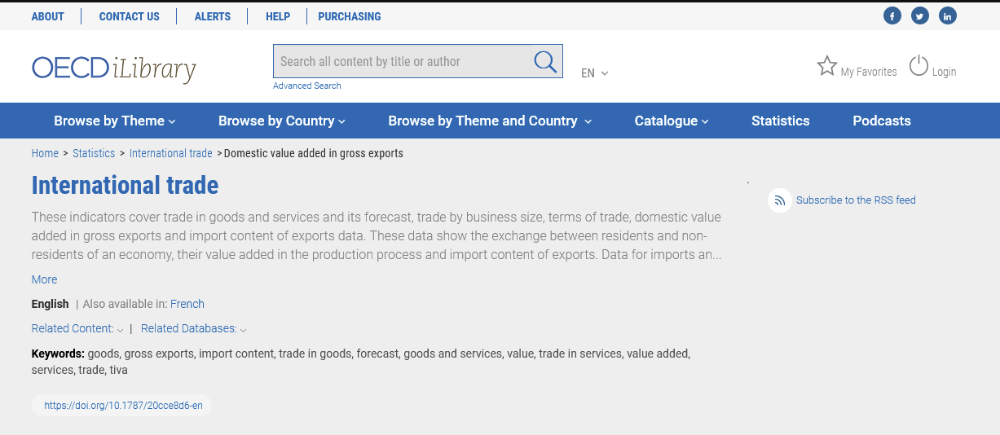 ABOUT CONTACT US ALERTS HELP PURCHASING
OECD iLibrary
Search all content by title or author
Advanced Search
EN
My Favorites
Login
Browse by Theme Browse by Country Browse by Theme and Country Catalogue Statistics Podcasts
Home > Statistics > International trade > Domestic value added in gross exports
International trade
Subscribe to the RSS feed
These indicators cover trade in goods and services and its forecast, trade by business size, terms of trade, domestic value
added in gross exports and import content of exports data. These data show the exchange between residents and non-
residents of an economy, their value added in the production process and import content of exports. Data for imports an...
More
English | Also available in: French
Related Content: | Related Databases:
Keywords: goods, gross exports, import content, trade in goods, forecast, goods and services, value, trade in services, value added,
services, trade, tiva
https://doi.org/10.1787/20cce8d6-en